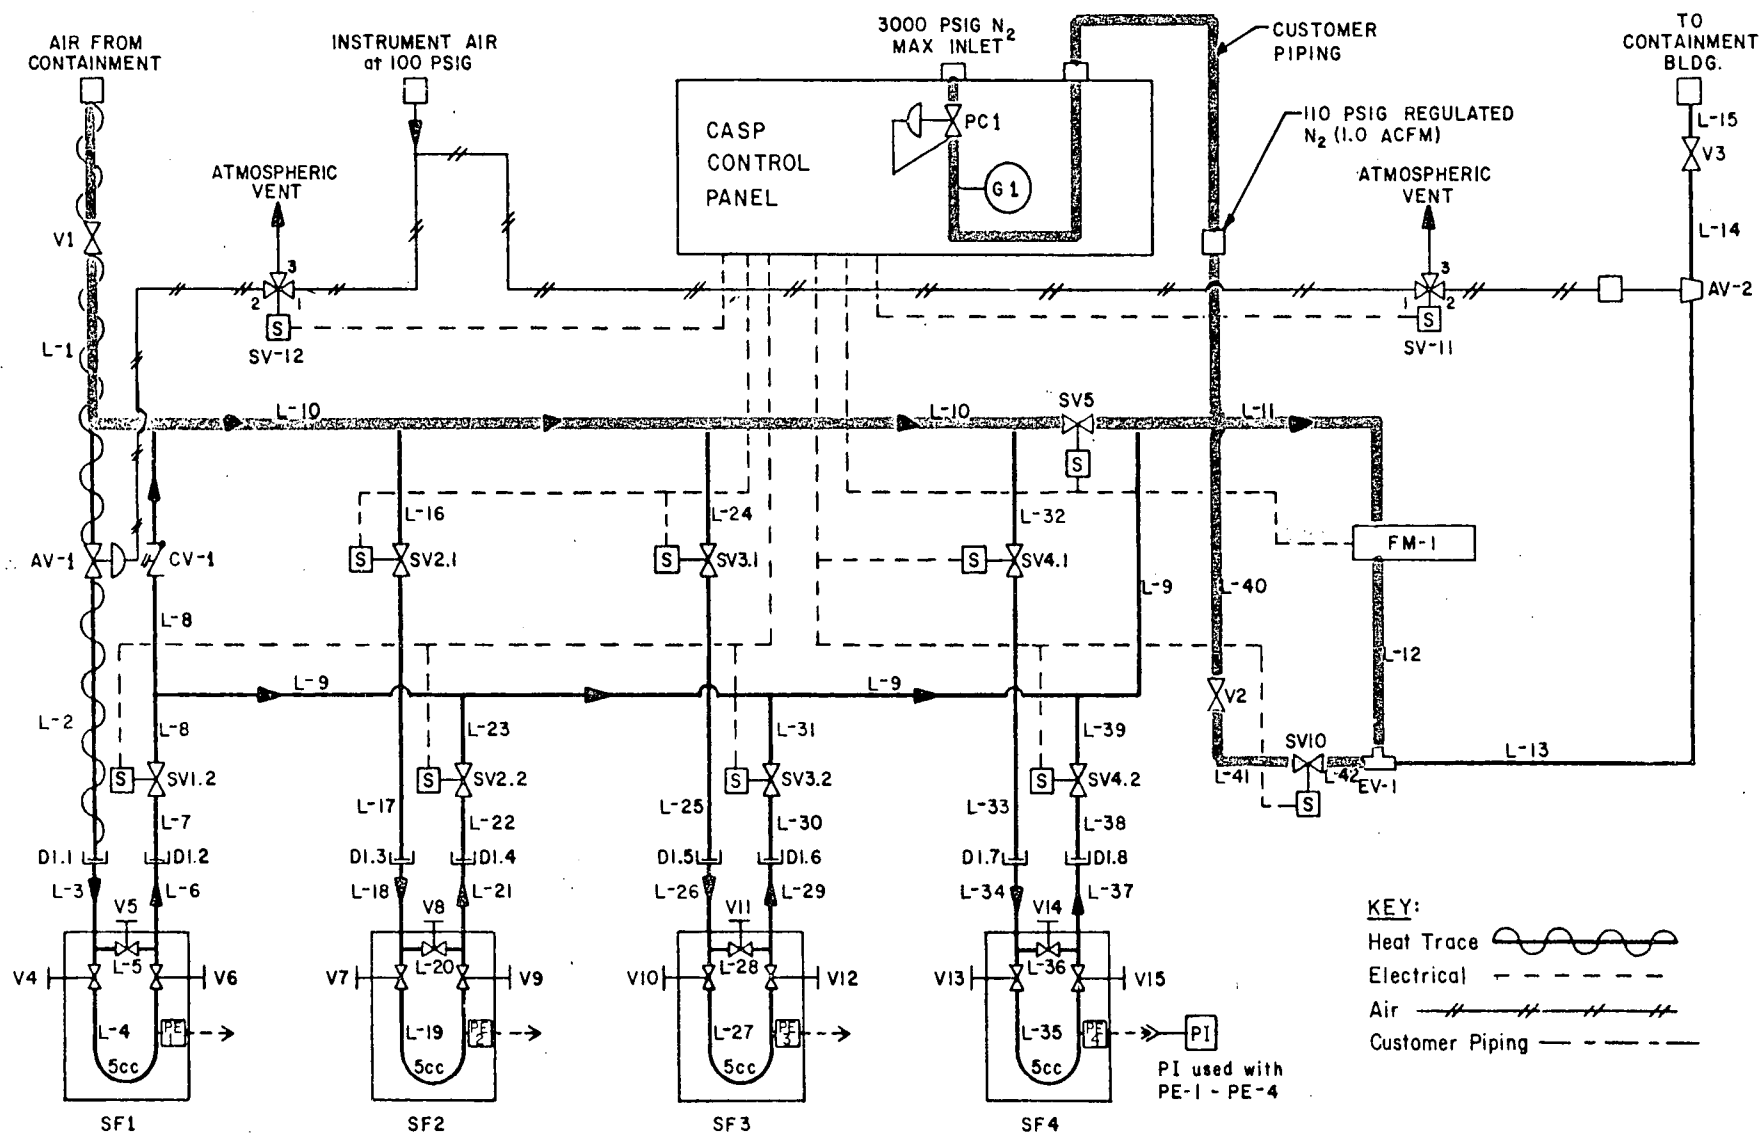 AIR FROM
CONTAINMENT
INSTRUMENT AIR
at 100 PSIG
3000 PSIG N2
MAX INLET
CUSTOMER
PIPING
TO
CONTAINMENT
BLDG.
CASP
CONTROL
PANEL
PC1
G1
110 PSIG REGULATED
N2 (1.0 ACFM)
L-15
V3
ATMOSPHERIC
VENT
ATMOSPHERIC
VENT
V1
L-14
3
2
1
S
SV-12
3
1
2
S
SV-11
AV-2
L-1
L-10
L-10
SV5
S
L-11
L-16
L-24
L-32
AV-1
CV-1
S
SV2.1
S
SV3.1
S
SV4.1
FM-1
L-8
L-9
L-40
L-12
L-9
L-9
L-2
L-8
L-23
L-31
L-39
V2
SV10
L-13
S
SV1.2
S
SV2.2
S
SV3.2
S
SV4.2
L-41
L-42
EV-1
S
L-7
L-17
L-22
L-25
L-30
L-33
L-38
D1.1
D1.2
D1.3
D1.4
D1.5
D1.6
D1.7
D1.8
L-3
L-6
L-18
L-21
L-26
L-29
L-34
L-37
V5
V8
V11
V14
L-5
L-20
L-28
L-36
V4
V6
V7
V9
V10
V12
V13
V15
L-4
PE
1
L-19
PE
2
L-27
PE
3
L-35
PE
4
PI
5cc
5cc
5cc
5cc
PI used with
PE-1 - PE-4
SF1
SF2
SF3
SF4
KEY:
Heat Trace
Electrical
Air
Customer Piping